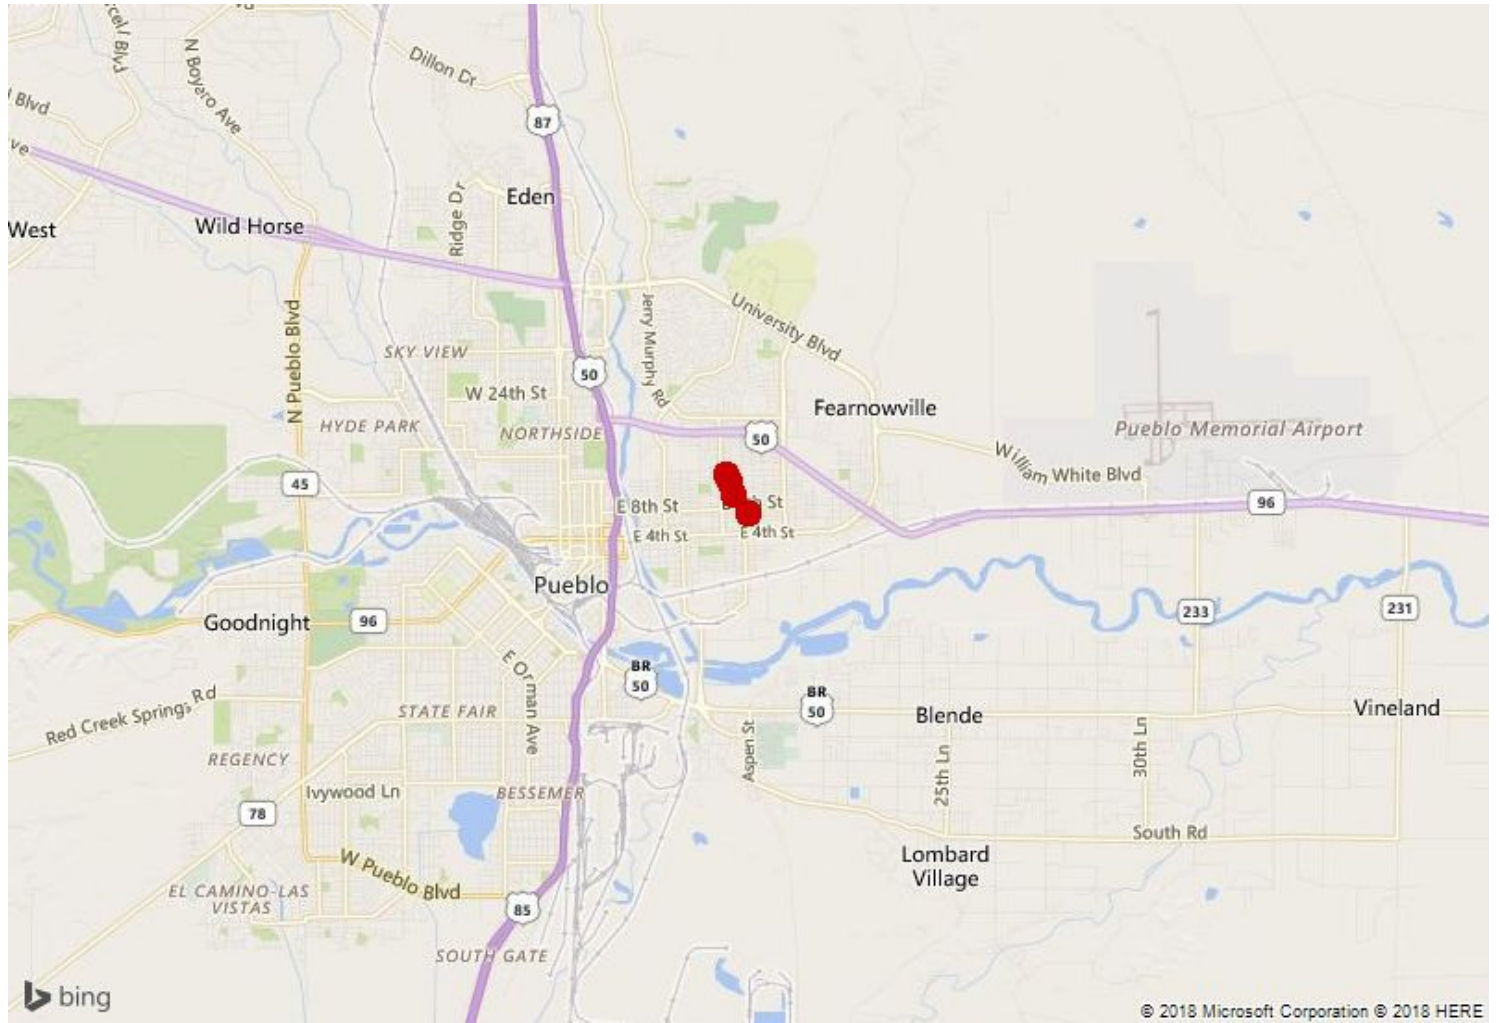 Dillon Dr
N Boyaro Ave
Blvd
87
Eden
Ridge Dr
West
Wild Horse
N Pueblo Blvd
Jerry Murphy Rd
University Blvd
SKY VIEW
50
W 24th St
Fearnowville
HYDE PARK
NORTHSIDE
50
Pueblo Memorial Airport
William White Blvd
45
96
E 8th St
St
E 4th St
E 4th St
Pueblo
Goodnight
96
233
231
BR
50
E Orman Ave
Red Creek Springs Rd
STATE FAIR
BR
50
Blende
Vineland
REGENCY
Aspen St
25th Ln
30th Ln
Ivywood Ln
BESSEMER
78
South Rd
W Pueblo Blvd
Lombard
Village
EL CAMINO-LAS
VISTAS
85
SOUTH GATE
bing
© 2018 Microsoft Corporation © 2018 HERE